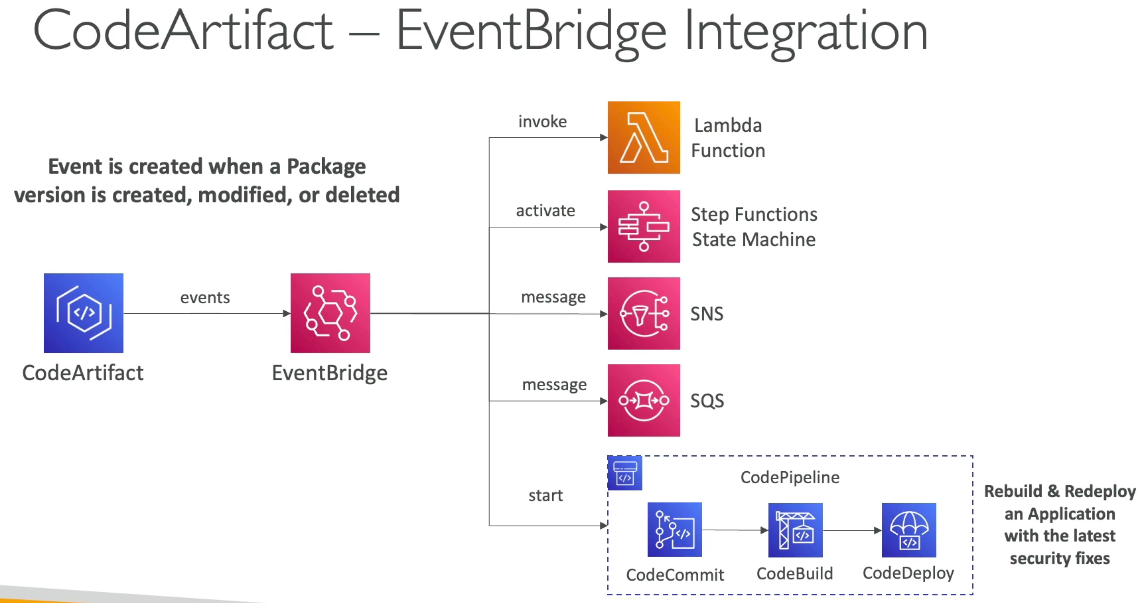 CodeArtifact – EventBridge Integration
Event is created when a Package
version is created, modified, or deleted
CodeArtifact
events
EventBridge
invoke
Lambda
Function
activate
Step Functions
State Machine
message
SNS
message
SQS
start
CodePipeline
CodeCommit
CodeBuild
CodeDeploy
Rebuild & Redeploy
an Application
with the latest
security fixes